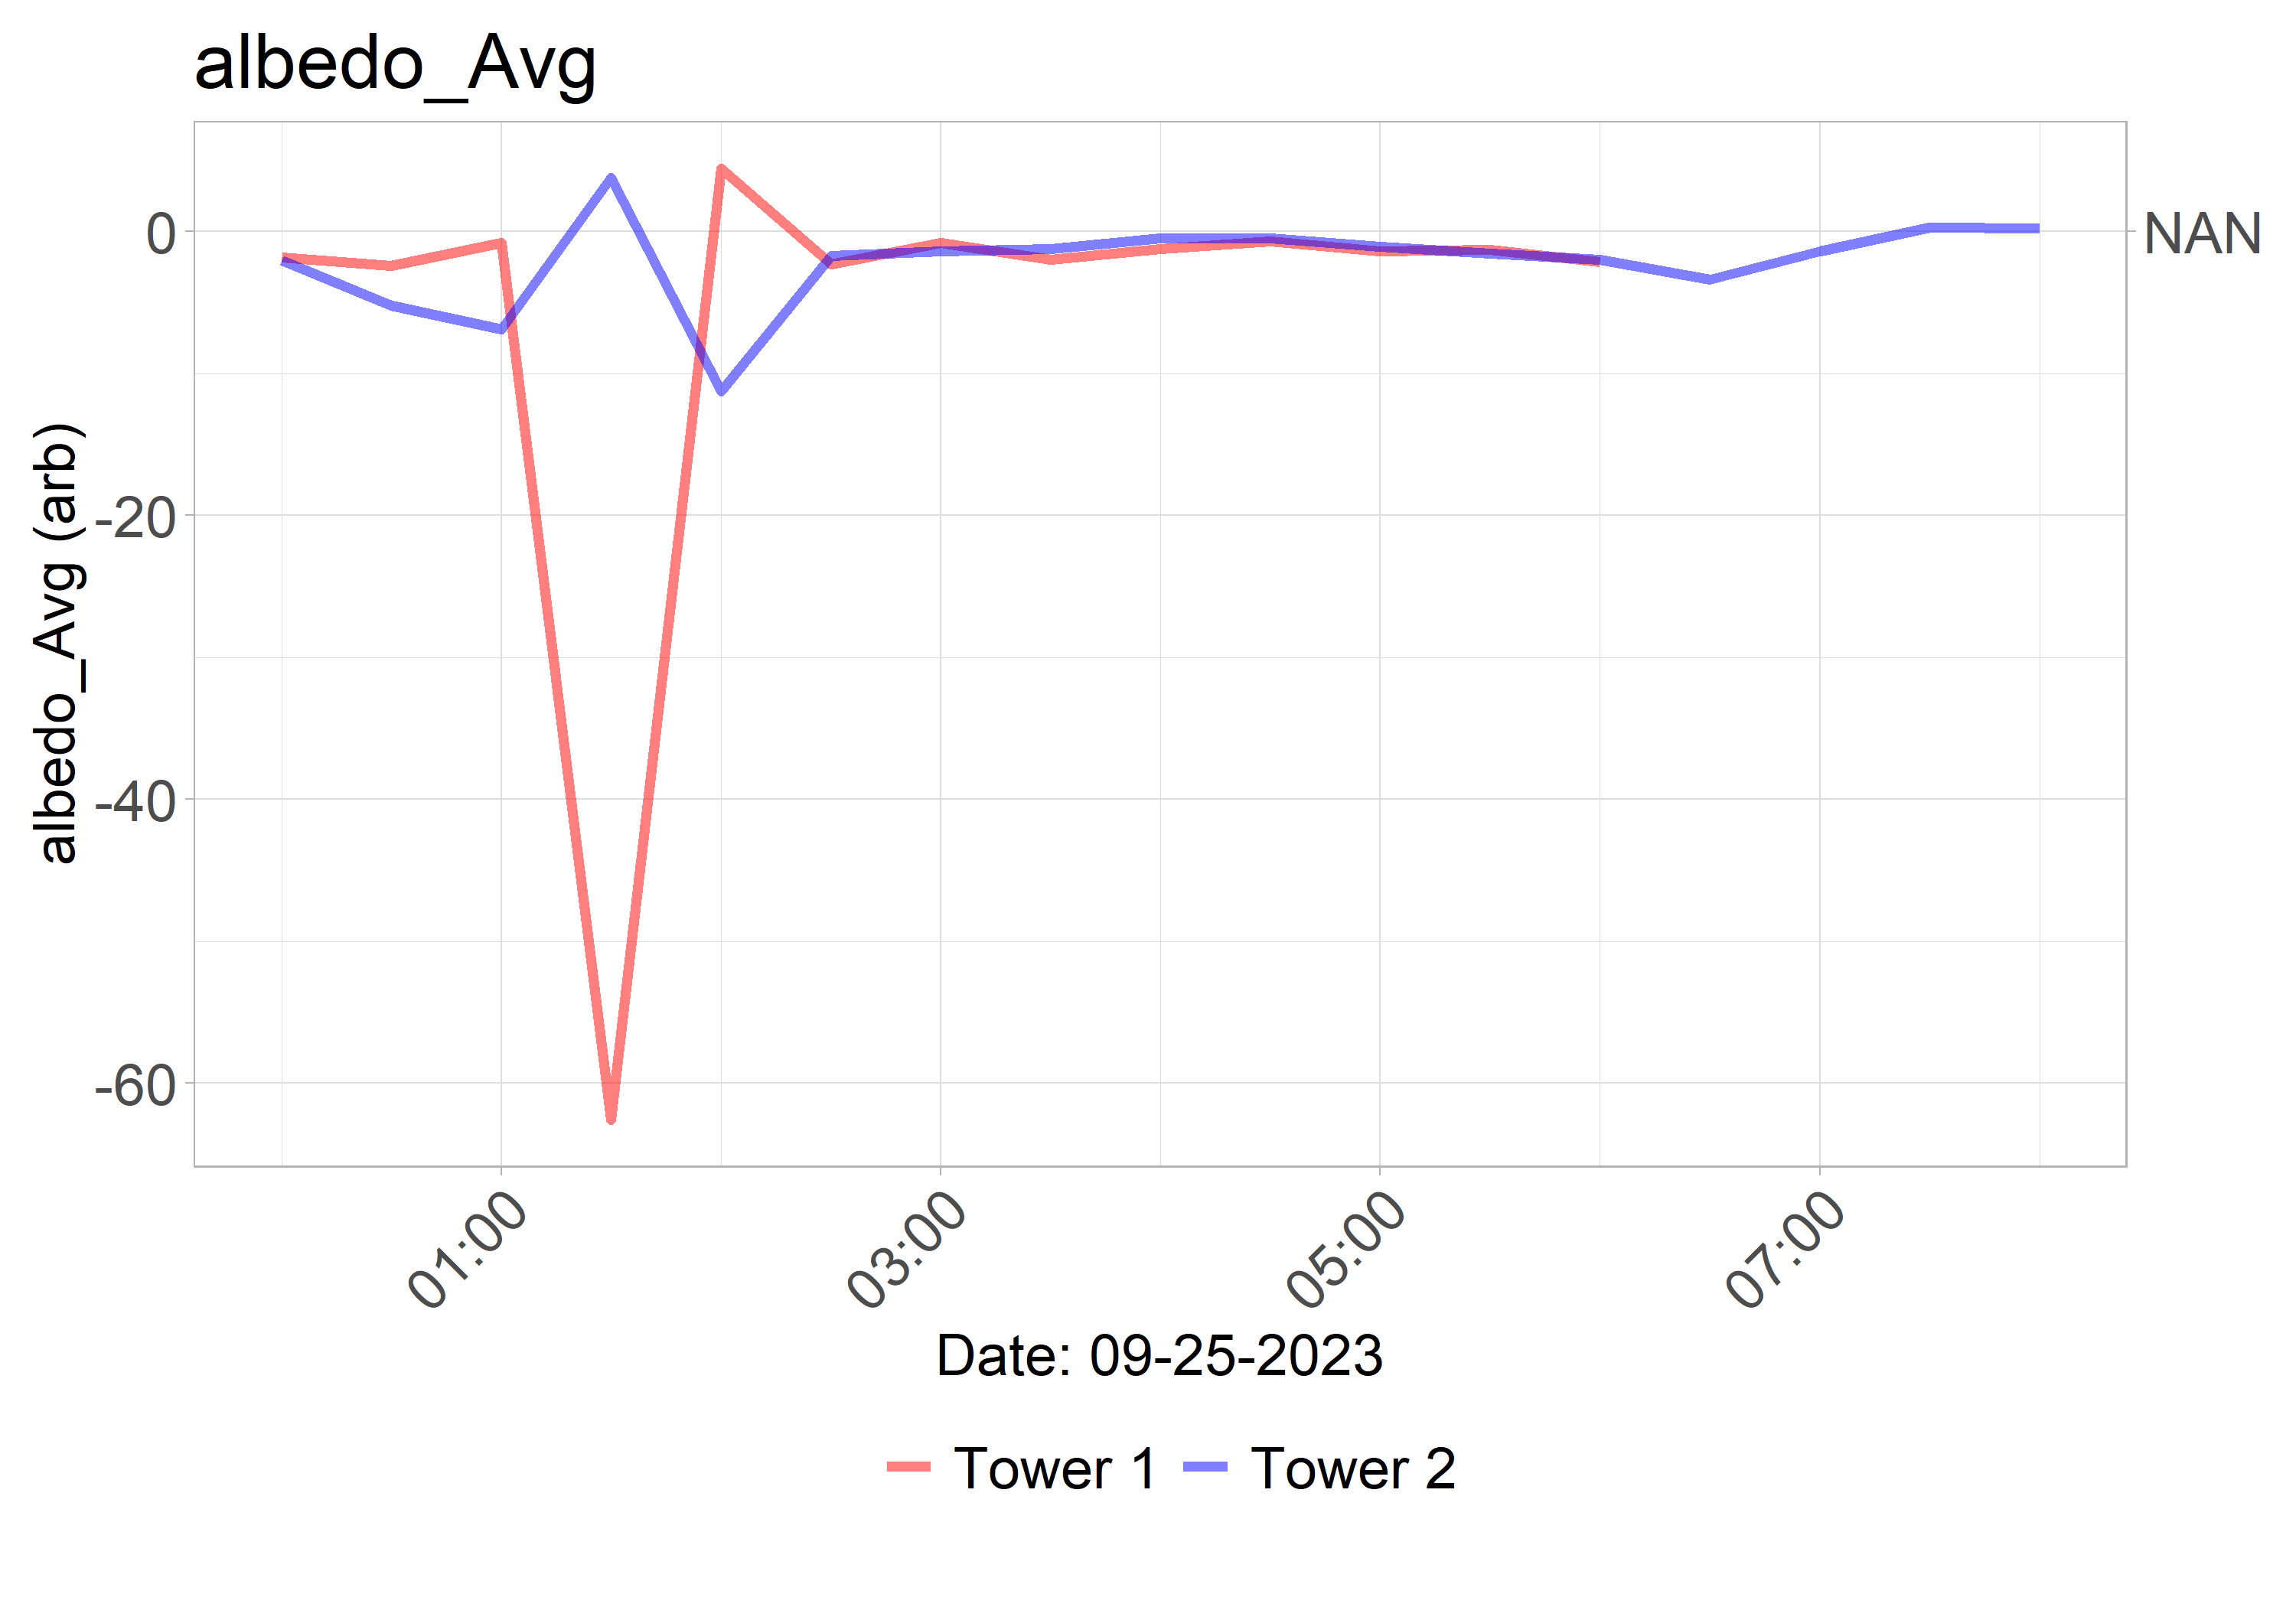 albedo_Avg
albedo_Avg (arb)
0
-20
-40
-60
NAN
01:00
03:00
05:00
07:00
Date: 09-25-2023
Tower 1
Tower 2